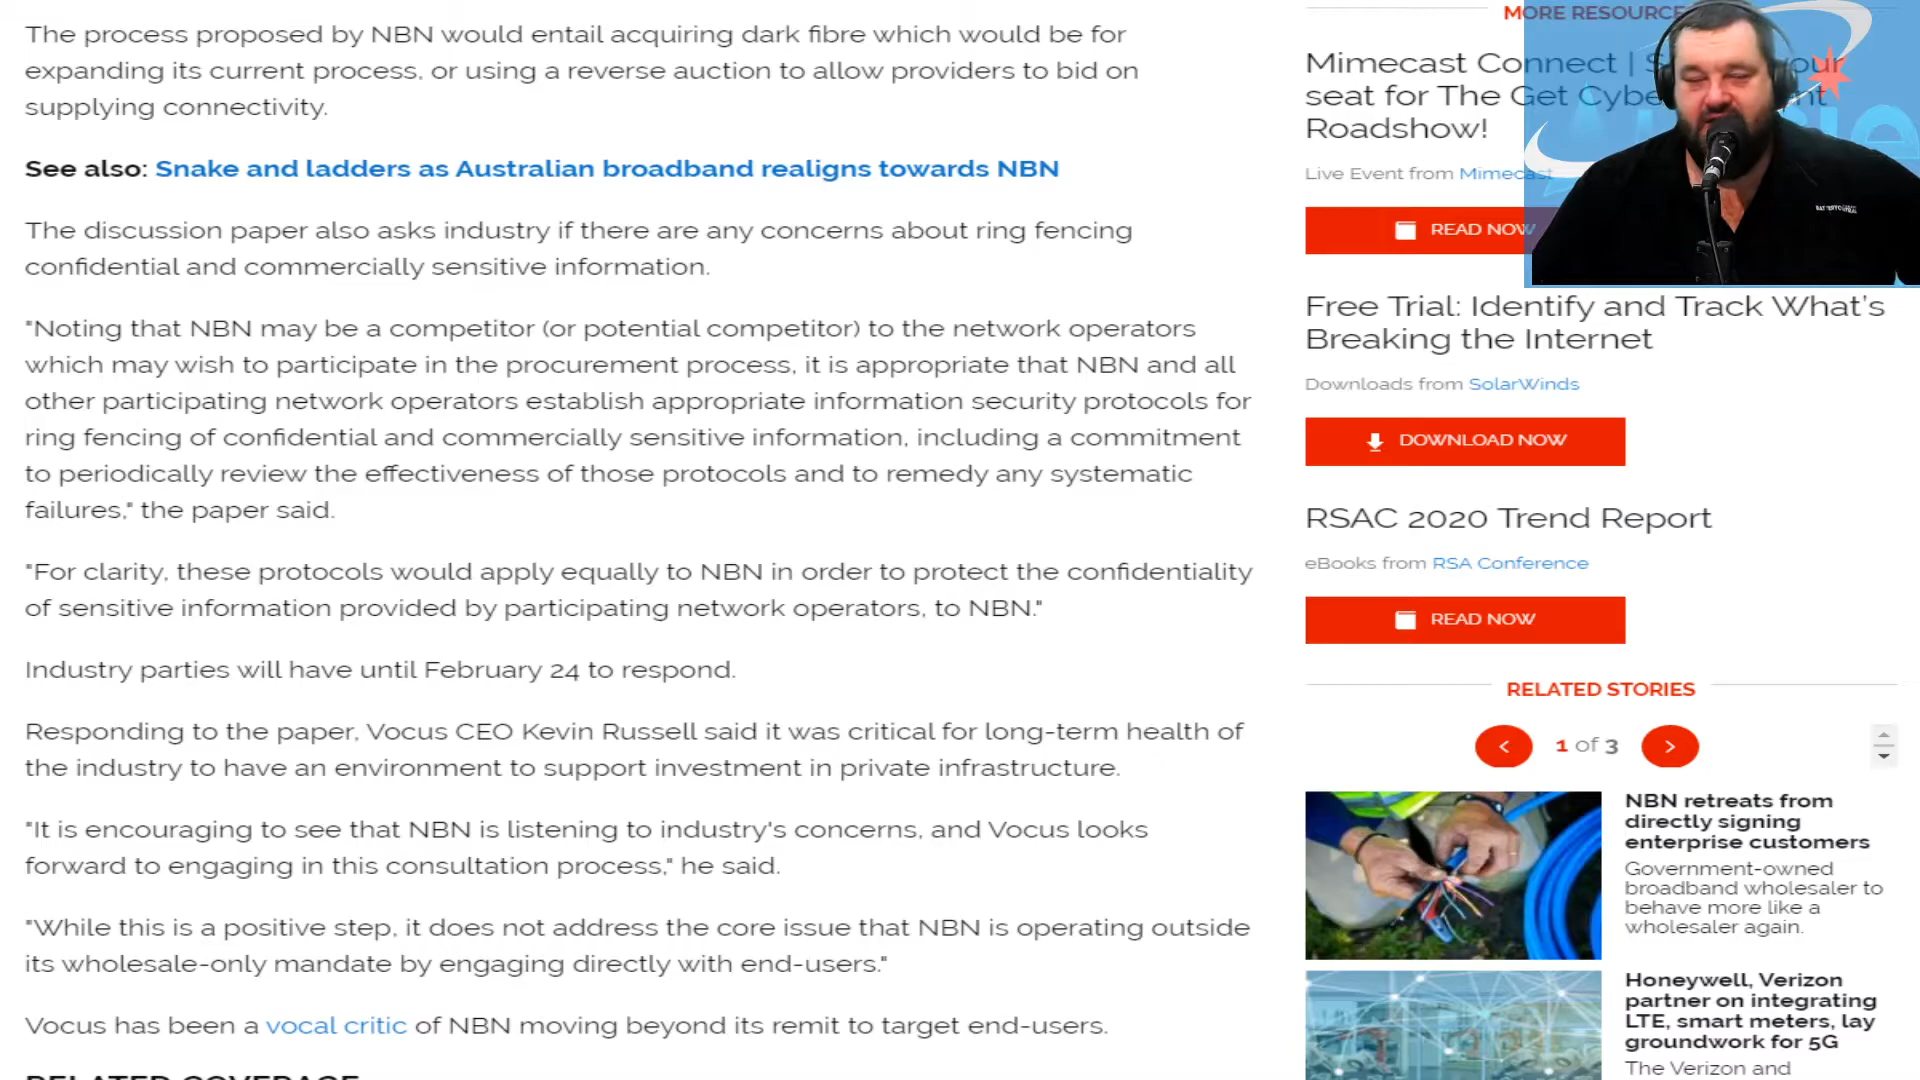 The process proposed by NBN would entail acquiring dark fibre which would be for
expanding its current process, or using a reverse auction to allow providers to bid on
supplying connectivity.
See also: Snake and ladders as Australian broadband realigns towards NBN
The discussion paper also asks industry if there are any concerns about ring fencing
confidential and commercially sensitive information.
"Noting that NBN may be a competitor (or potential competitor) to the network operators
which may wish to participate in the procurement process, it is appropriate that NBN and all
other participating network operators establish appropriate information security protocols for
ring fencing of confidential and commercially sensitive information, including a commitment
to periodically review the effectiveness of those protocols and to remedy any systematic
failures," the paper said.
"For clarity, these protocols would apply equally to NBN in order to protect the confidentiality
of sensitive information provided by participating network operators, to NBN."
Industry parties will have until February 24 to respond.
Responding to the paper, Vocus CEO Kevin Russell said it was critical for long-term health of
the industry to have an environment to support investment in private infrastructure.
"It is encouraging to see that NBN is listening to industry's concerns, and Vocus looks
forward to engaging in this consultation process," he said.
"While this is a positive step, it does not address the core issue that NBN is operating outside
its wholesale-only mandate by engaging directly with end-users."
Vocus has been a vocal critic of NBN moving beyond its remit to target end-users.
RELATED COVERAGE
MORE RESOURCE
Mimecast Connect | your
seat for The Get Cybe
Roadshow!
Live Event from Mimecast
READ NOW
Free Trial: Identify and Track What's
Breaking the Internet
Downloads from SolarWinds
DOWNLOAD NOW
RSAC 2020 Trend Report
eBooks from RSA Conference
READ NOW
RELATED STORIES
< 1 of 3 >
NBN retreats from
directly signing
enterprise customers
Government-owned
broadband wholesaler to
behave more like a
wholesaler again.
Honeywell, Verizon
partner on integrating
LTE, smart meters, lay
groundwork for 5G
The Verizon and